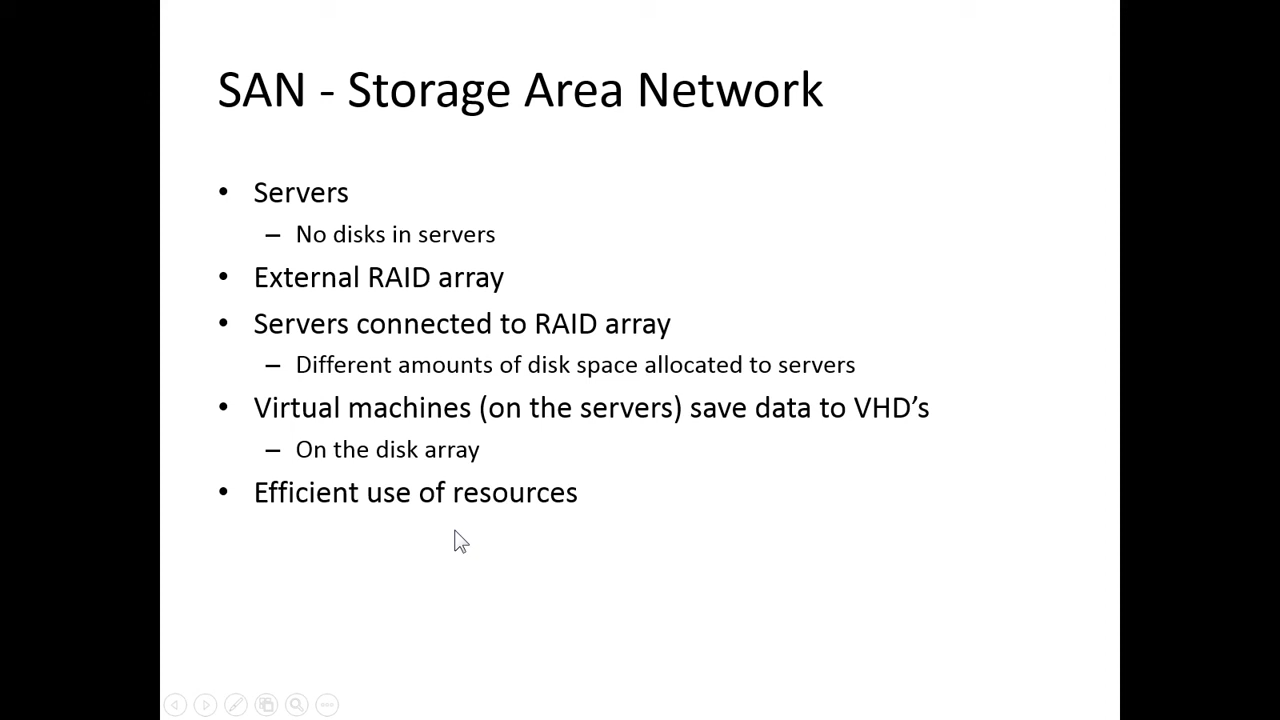 SAN - Storage Area Network
• Servers
– No disks in servers
• External RAID array
• Servers connected to RAID array
– Different amounts of disk space allocated to servers
• Virtual machines (on the servers) save data to VHD’s
– On the disk array
• Efficient use of resources